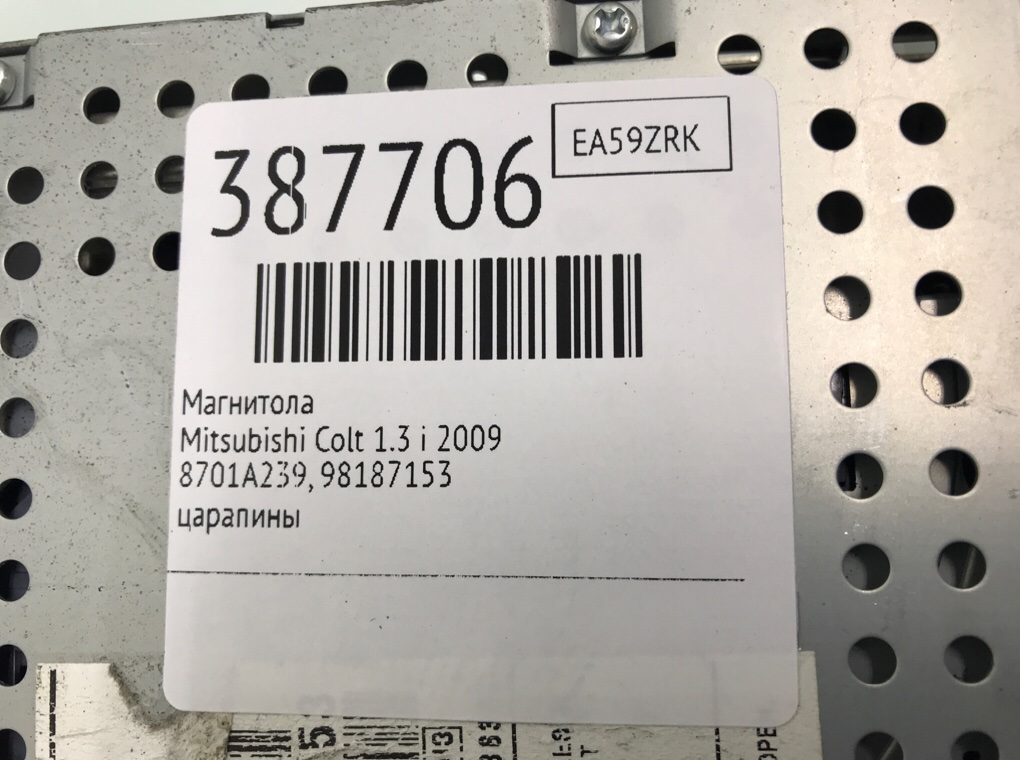 387706
EA59ZRK
Магнитола
Mitsubishi Colt 1.3 i 2009
8701A239, 98187153
царапины